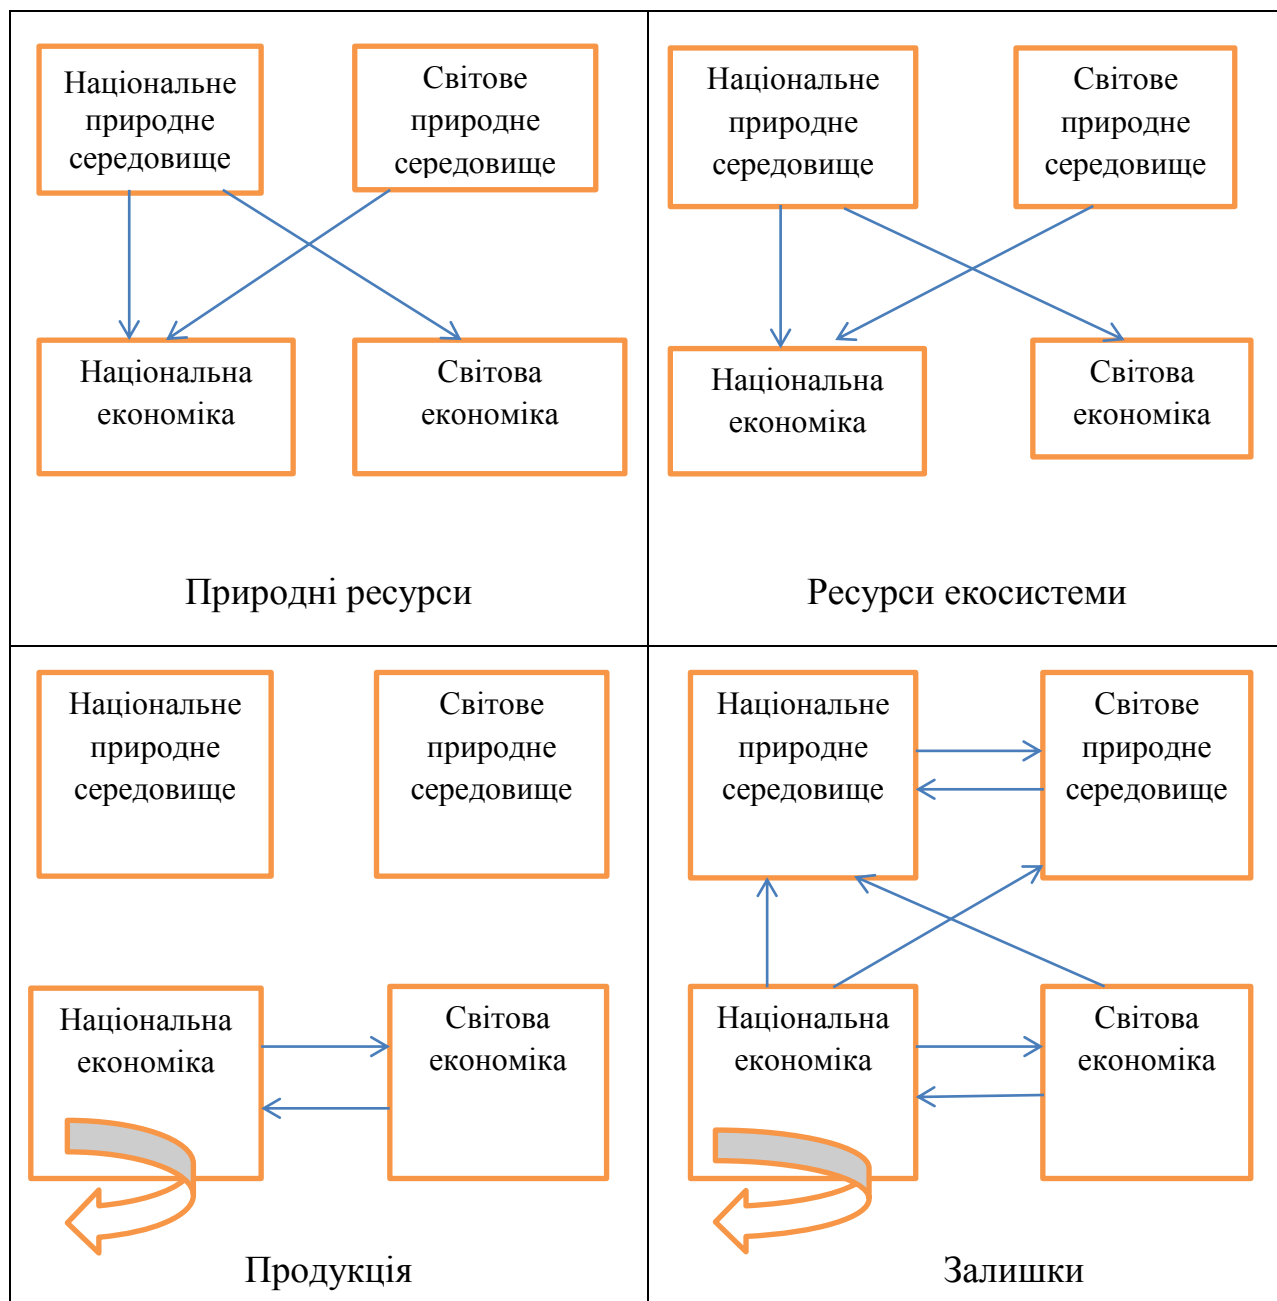 Національне
природне
середовище
Світове
природне
середовище
Національна
економіка
Світова
економіка
Природні ресурси
Національне
природне
середовище
Світове
природне
середовище
Національна
економіка
Світова
економіка
Ресурси екосистеми
Національне
природне
середовище
Світове
природне
середовище
Національна
економіка
Світова
економіка
Продукція
Національне
природне
середовище
Світове
природне
середовище
Національна
економіка
Світова
економіка
Залишки